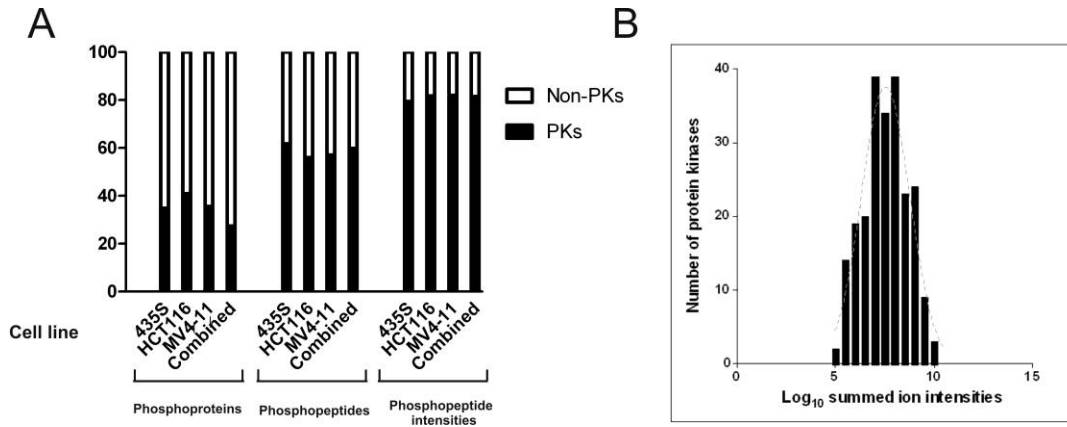 A
100
80
60
40
20
0
Non-PKs
PKs
Cell line
435S
HCT116
MV4-11
Combined
435S
HCT116
MV4-11
Combined
435S
HCT116
MV4-11
Combined
Phosphoproteins
Phosphopeptides
Phosphopeptide
intensities
B
Number of protein kinases
40
30
20
10
0
0
5
10
15
Log10 summed ion intensities